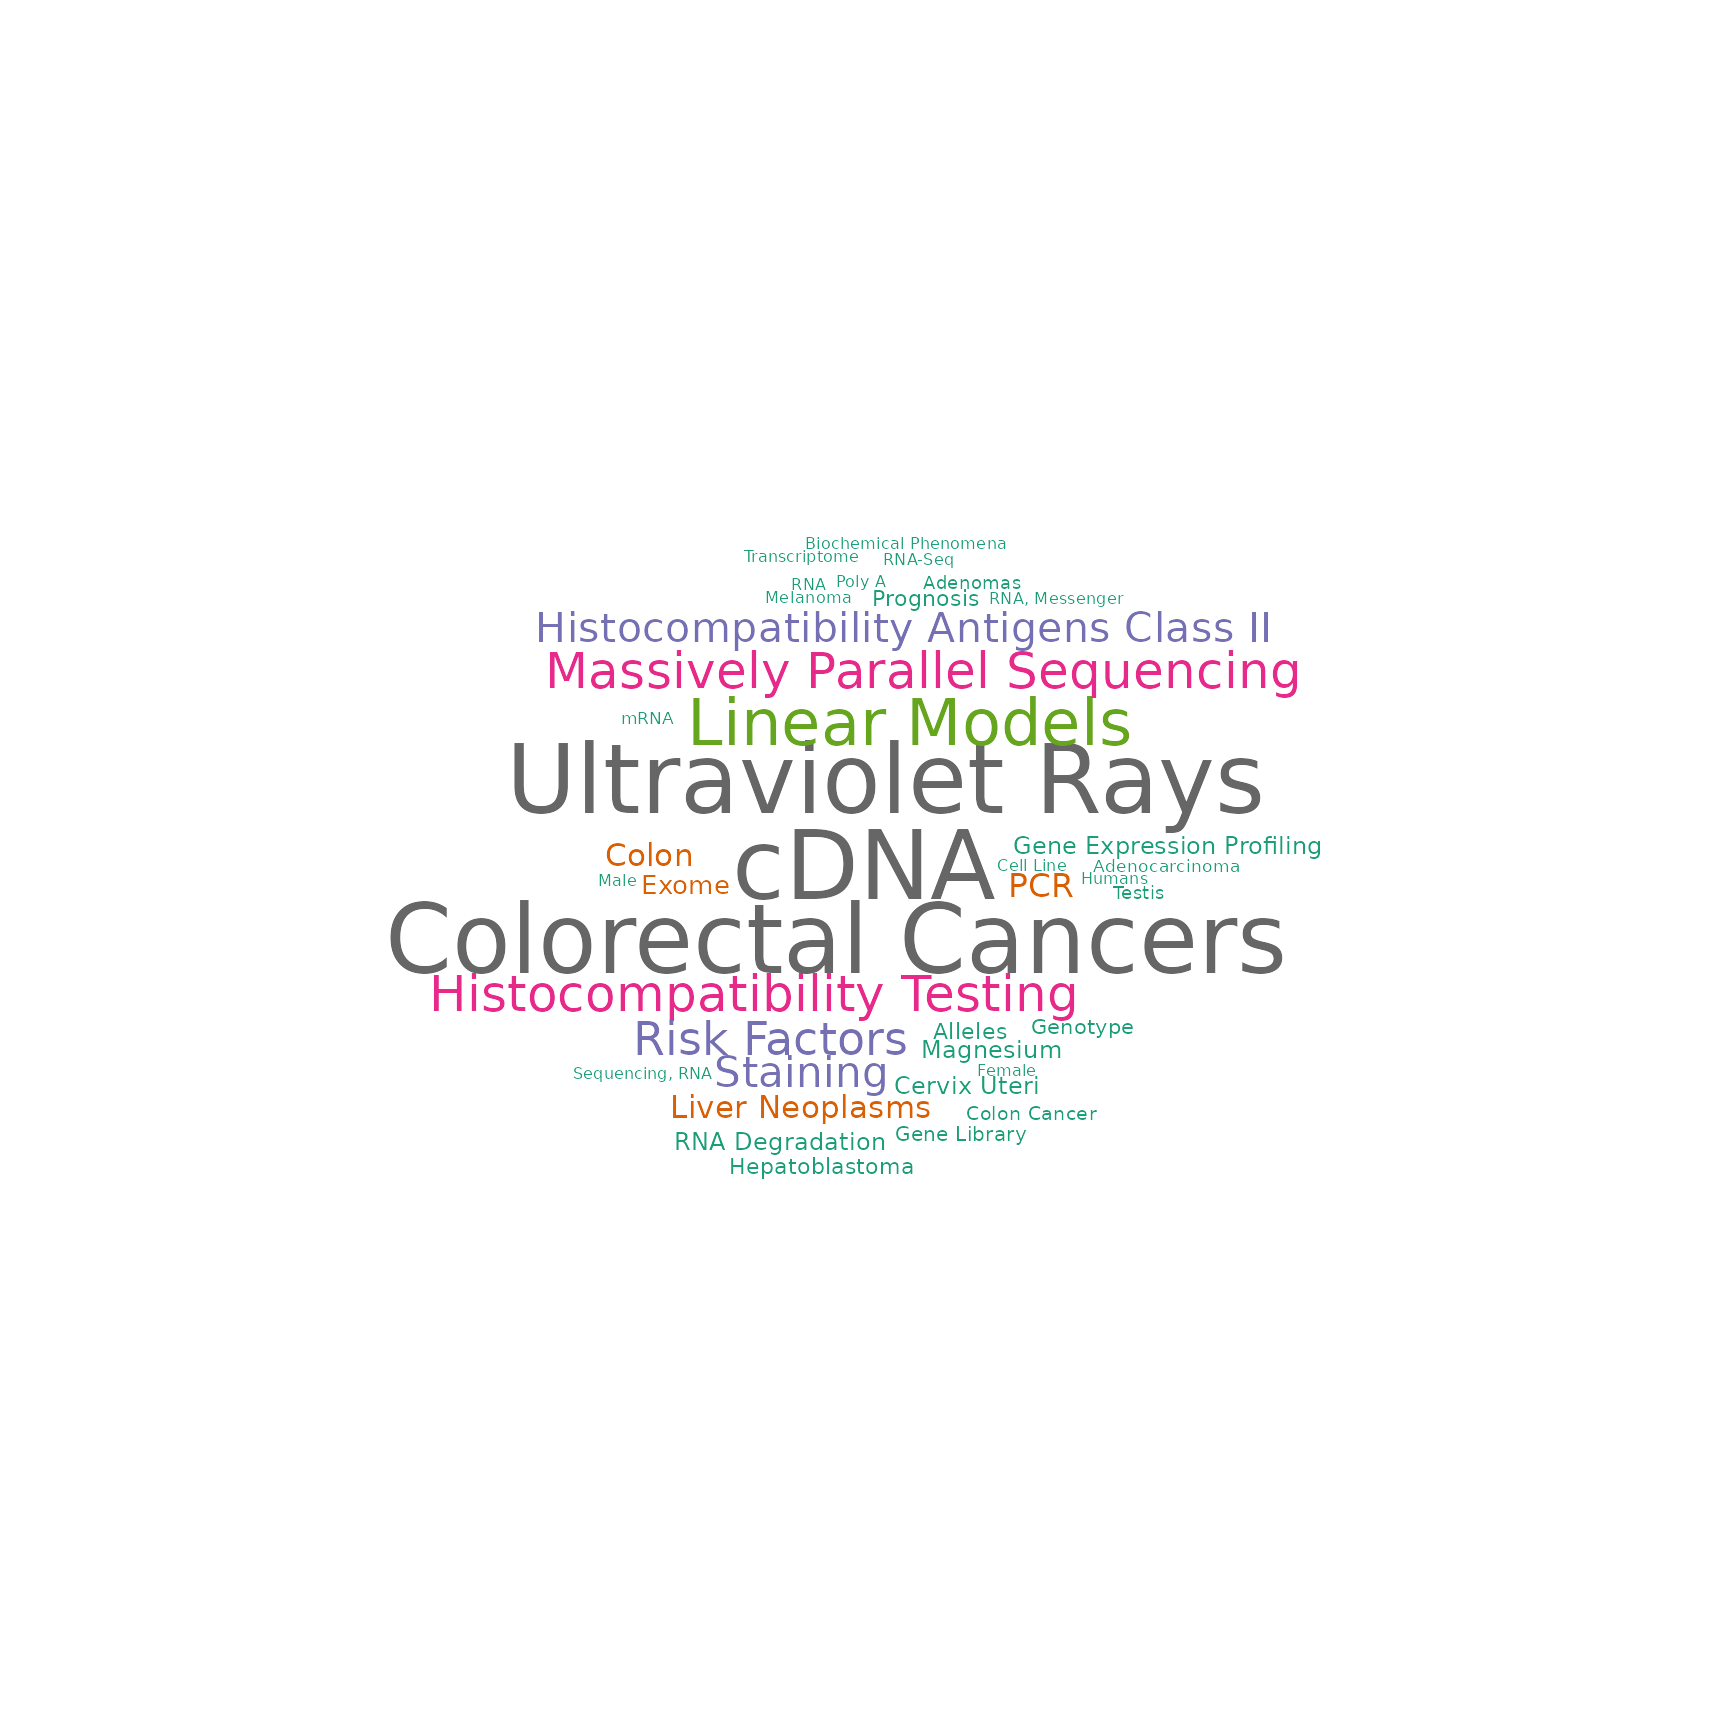 Biochemical Phenomena
Transcriptome RNA-Seq
RNA Poly A Adenomas
Melanoma Prognosis RNA, Messenger
Histocompatibility Antigens Class II
Massively Parallel Sequencing
mRNA Linear Models
Ultraviolet Rays
Colon cDNA Gene Expression Profiling
Cell Line Adenocarcinoma
Male Exome PCR Humans
Testis
Colorectal Cancers
Histocompatibility Testing
Risk Factors Alleles Genotype
Magnesium
Sequencing, RNA Staining Female
Cervix Uteri
Liver Neoplasms Colon Cancer
RNA Degradation Gene Library
Hepatoblastoma